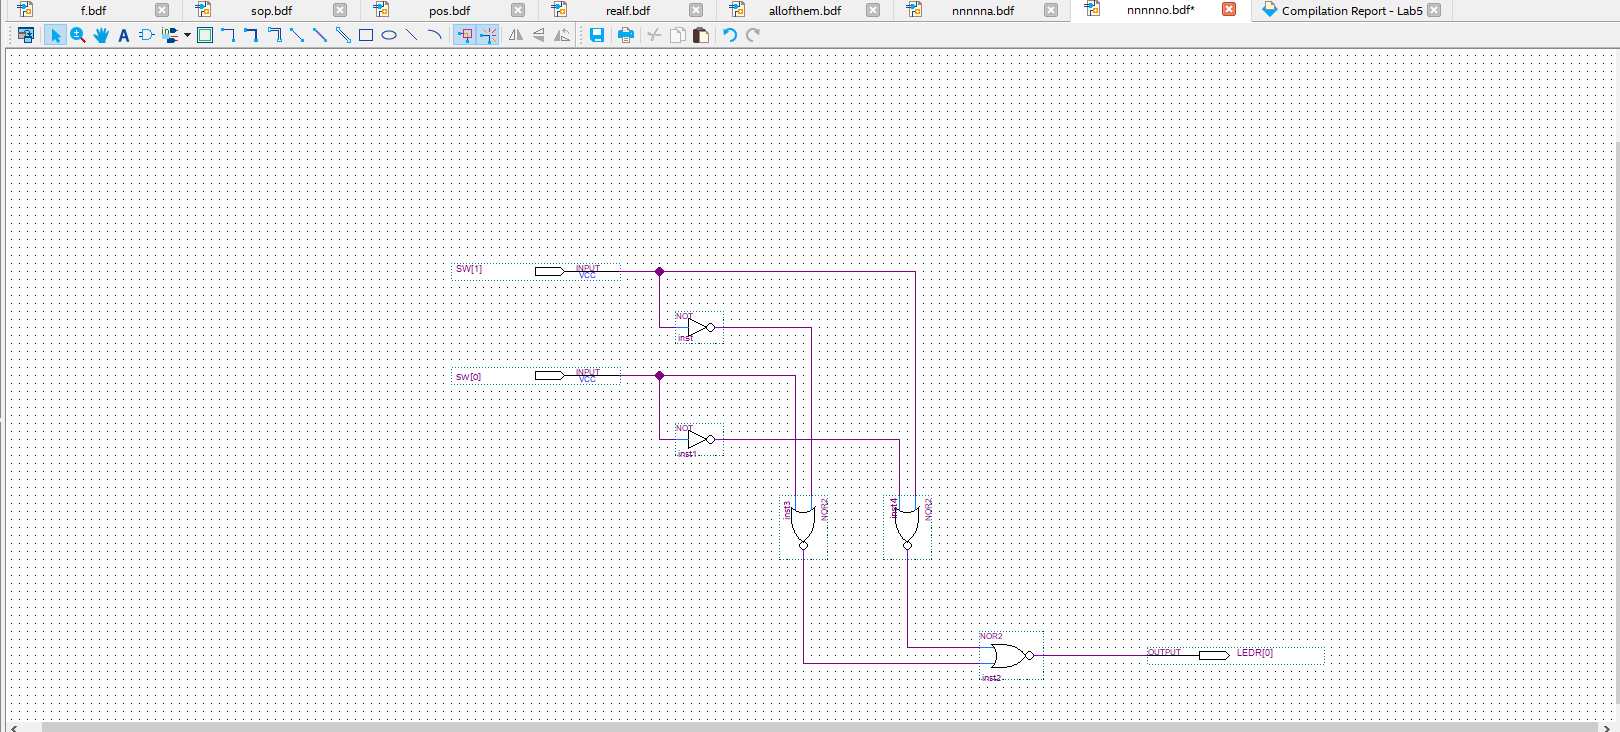 f.bdf
sop.bdf
pos.bdf
realf.bdf
allofthem.bdf
nnnnna.bdf
nnnnno.bdf*
Compilation Report - Lab5
A
SW[1]
INPUT
VCC
NOT
inst
SW[0]
INPUT
VCC
NOT
inst1
inst3
NOR2
inst4
NOR2
NOR2
inst2
OUTPUT
LEDR[0]